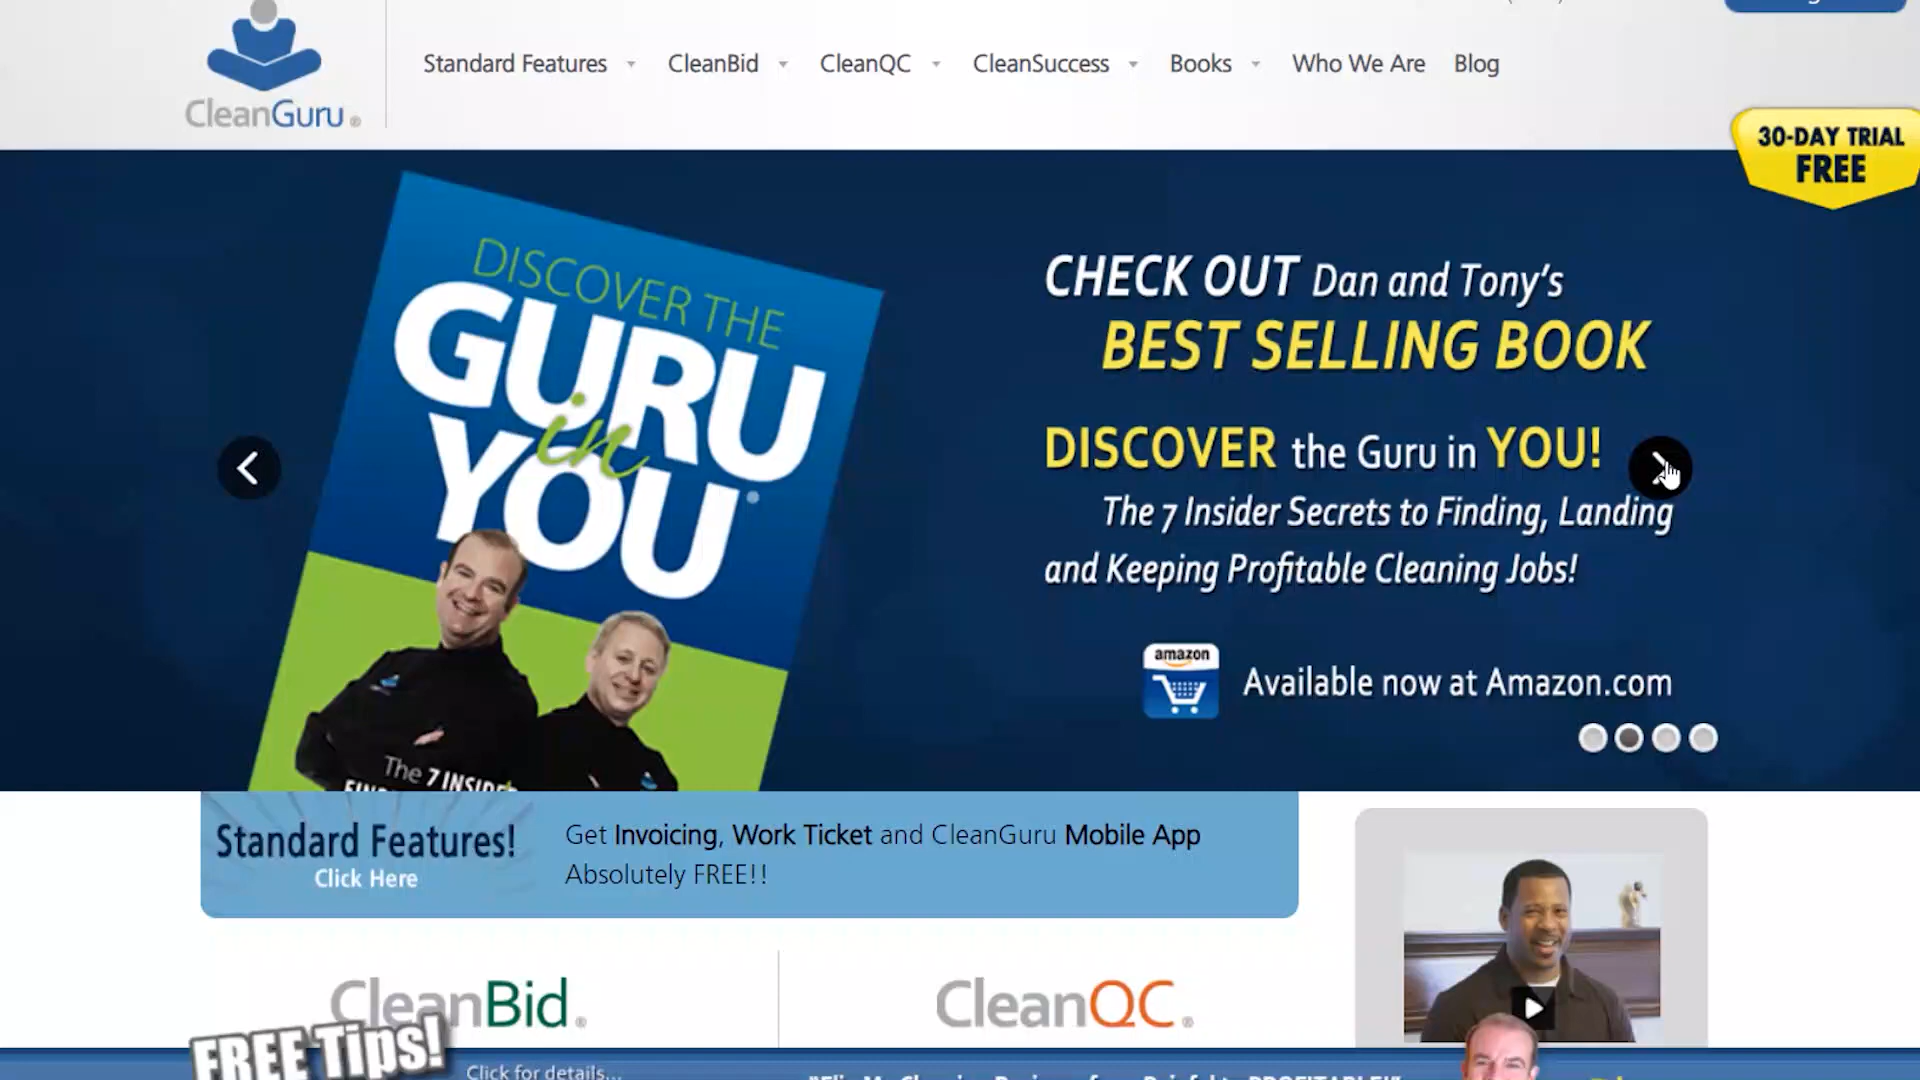 CleanGuru®
Standard Features
CleanBid
CleanQC
CleanSuccess
Books
Who We Are
Blog
30-DAY TRIAL
FREE
DISCOVER THE
GURU
in
YOU
The 7 INSIDER
CHECK OUT Dan and Tony's
BEST SELLING BOOK
DISCOVER the Guru in YOU!
The 7 Insider Secrets to Finding, Landing
and Keeping Profitable Cleaning Jobs!
amazon
Available now at Amazon.com
Standard Features!
Click Here
Get Invoicing, Work Ticket and CleanGuru Mobile App
Absolutely FREE!!
CleanBid®
CleanQC®
FREE Tips!
Click for details...